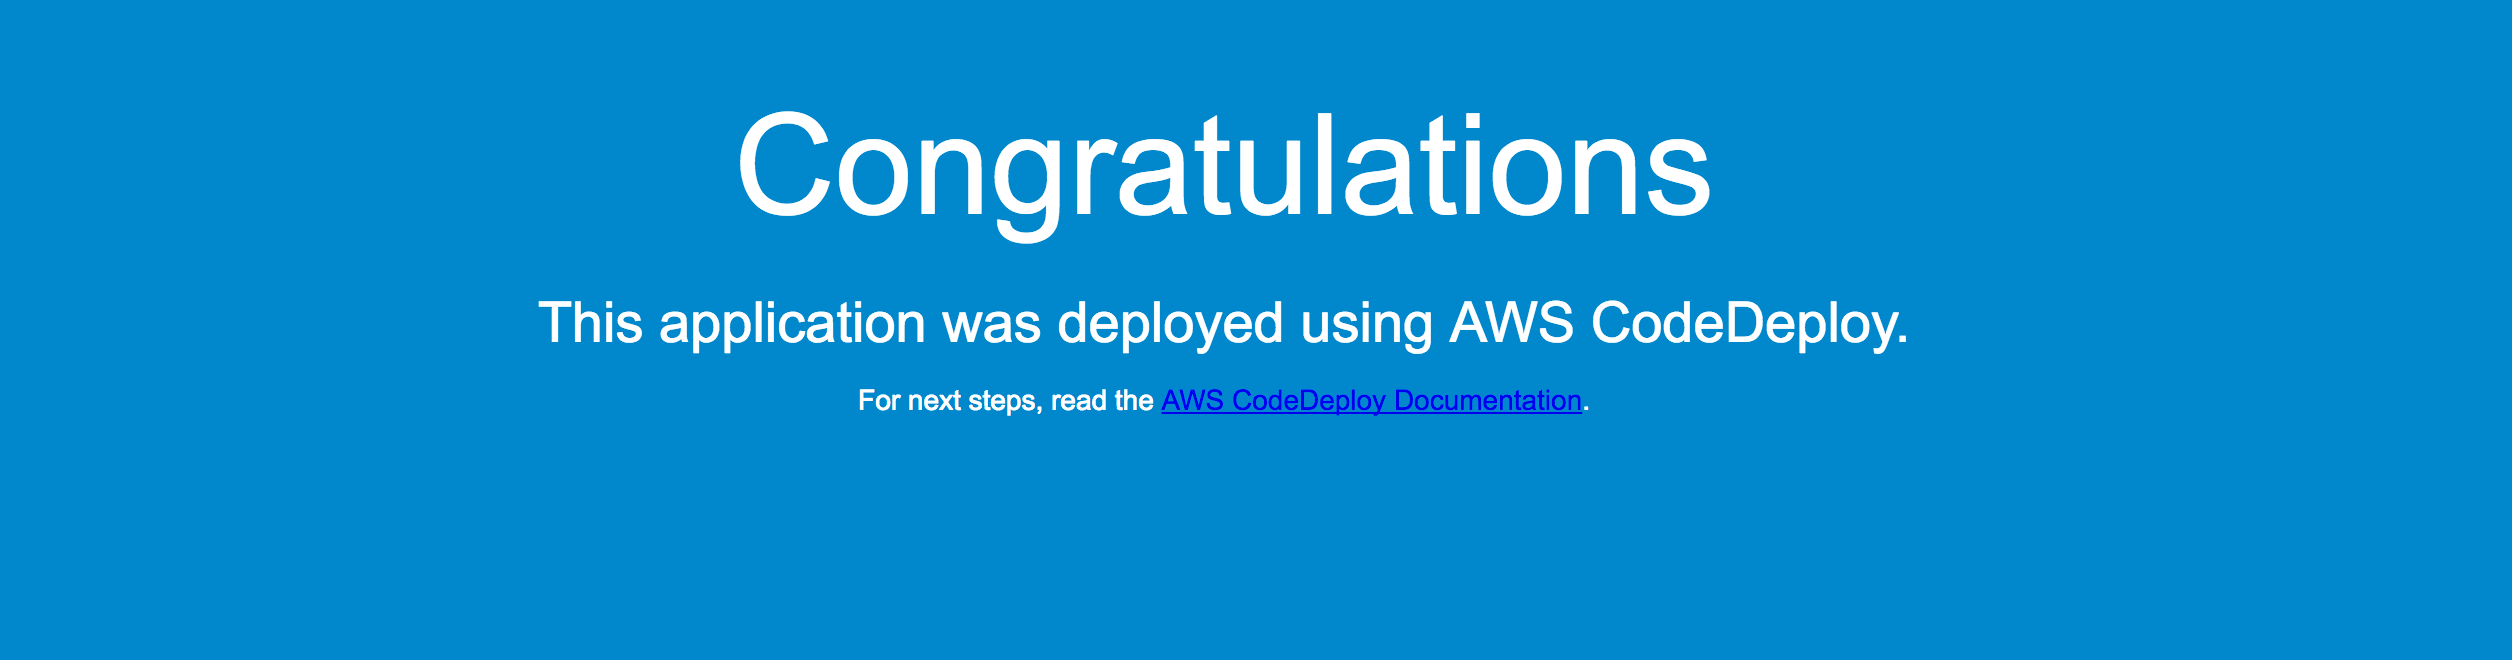 Congratulations
This application was deployed using AWS CodeDeploy.
For next steps, read the AWS CodeDeploy Documentation.